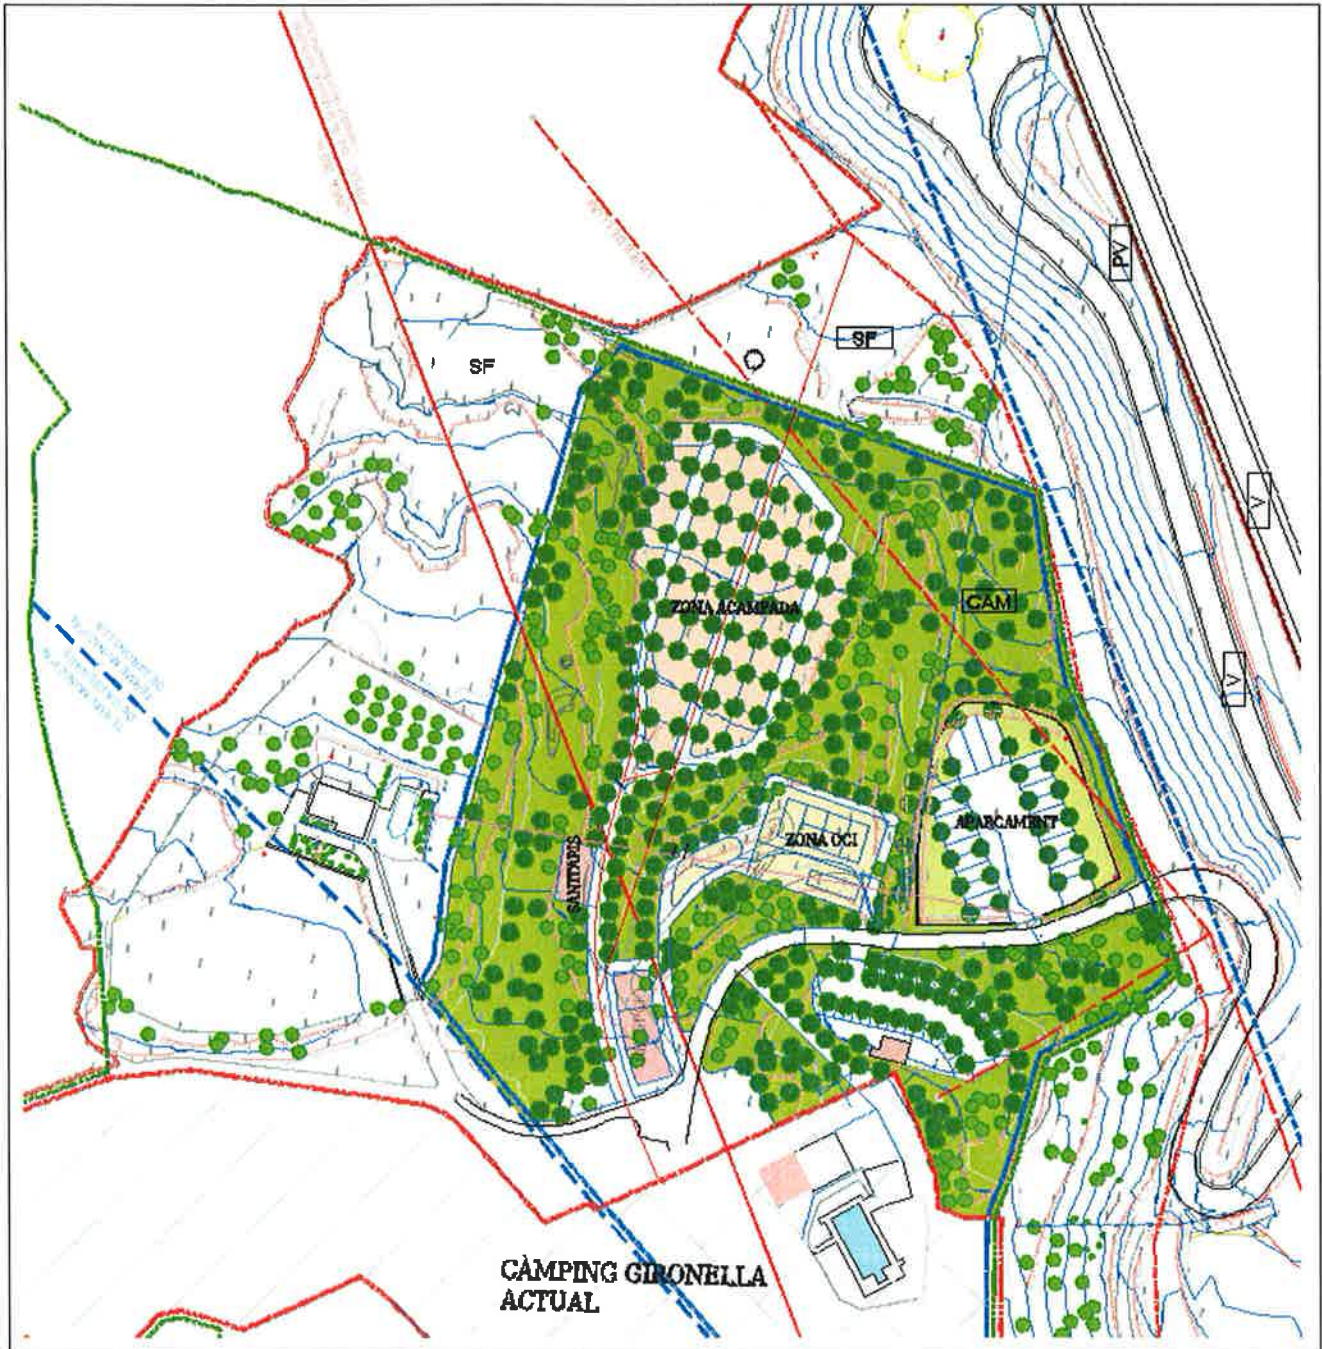 PV
SF
SF
V
CAM
ZONA ACAMPADA
V
APARCAMENT
ZONA OCI
SANITARIS
CÀMPING GIRONELLA
ACTUAL